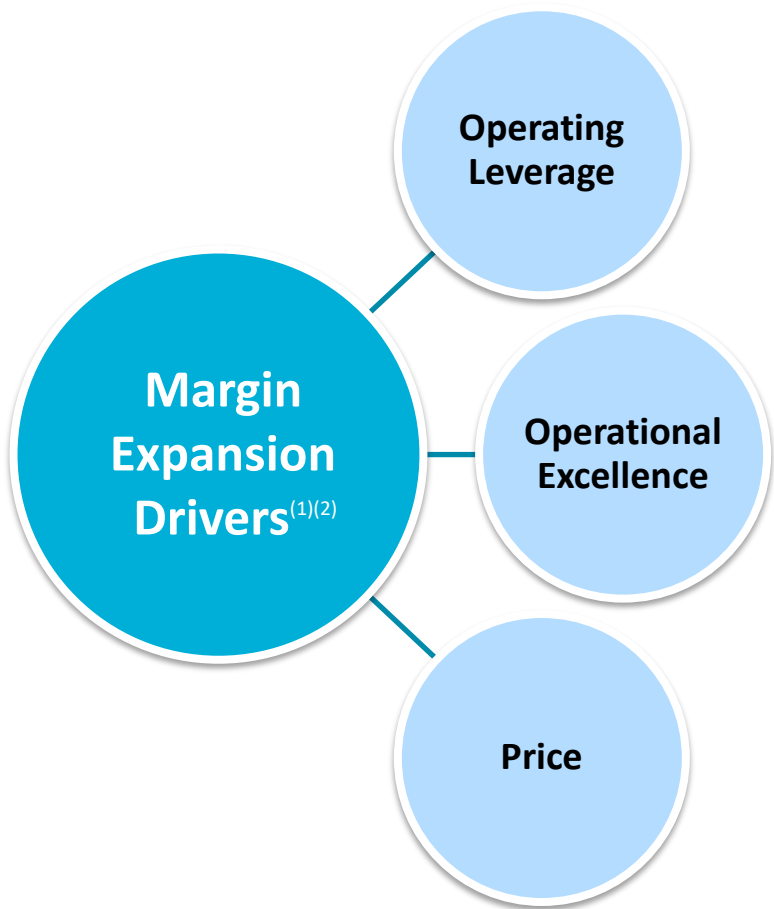 Operating
Leverage
Margin
Expansion
Drivers(1)(2)
Operational
Excellence
Price